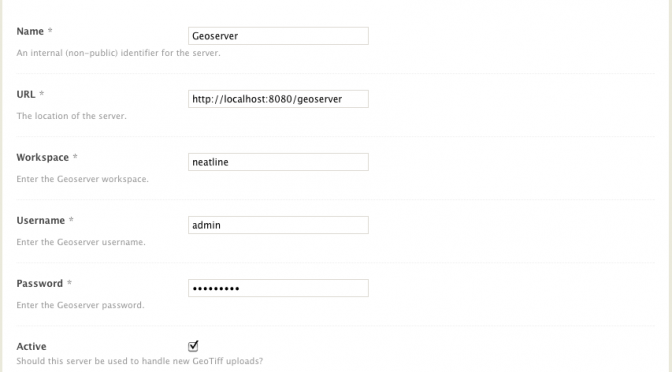 Name *
Geoserver
An internal (non-public) identifier for the server.
URL *
http://localhost:8080/geoserver
The location of the server.
Workspace *
neatline
Enter the Geoserver workspace.
Username *
admin
Enter the Geoserver username.
Password *
•••••••••
Enter the Geoserver password.
Active
Should this server be used to handle new GeoTiff uploads?